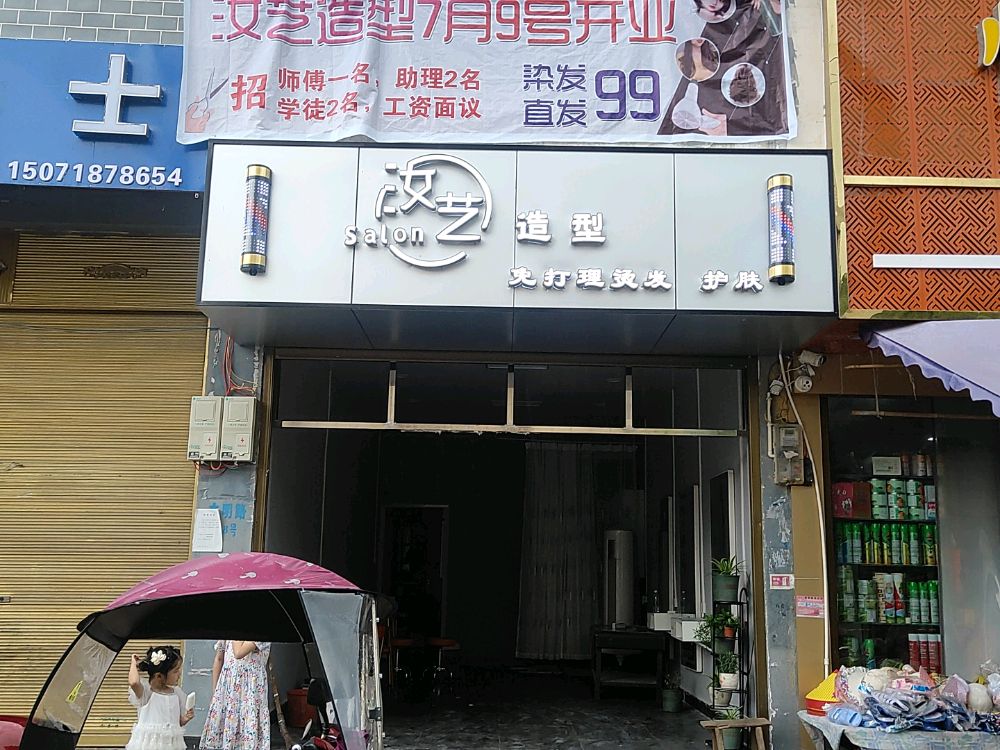 汝艺造型7月9号开业
招
师傅一名，助理2名
学徒2名，工资面议
染发
直发
99
士
15071878654
汝艺
Salon
造型
免打理烫发 护肤